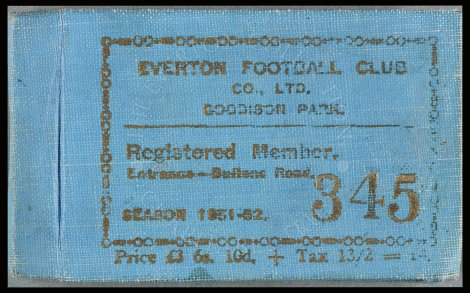 EVERTON FOOTBALL CLUB
CO., LTD.
GOODISON PARK.
Registered Member.
Entrance—Bullens Road.
345
SEASON 1951-52.
Price £3 6s. 10d. + Tax 13/2 =